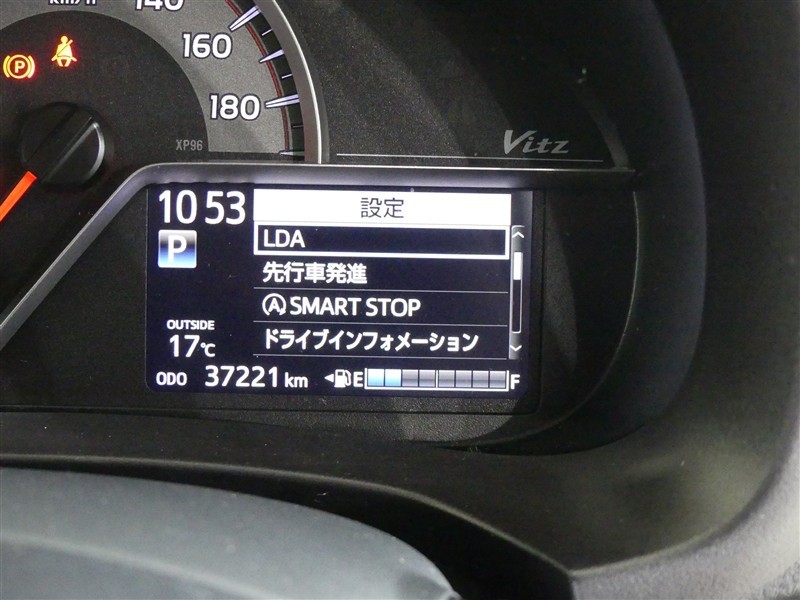 km/h
140
160
180
XP96
Vitz
10 53
設定
P
LDA
先行車発進
SMART STOP
ドライブインフォメーション
OUTSIDE
17℃
ODO 37221 km E F